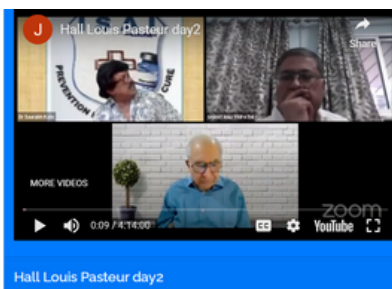 J Hall Louis Pasteur day2
Share
PREVENTION
CURE
MORE VIDEOS
zoom
0:09 / 4:14:00
CC
YouTube
Hall Louis Pasteur day2